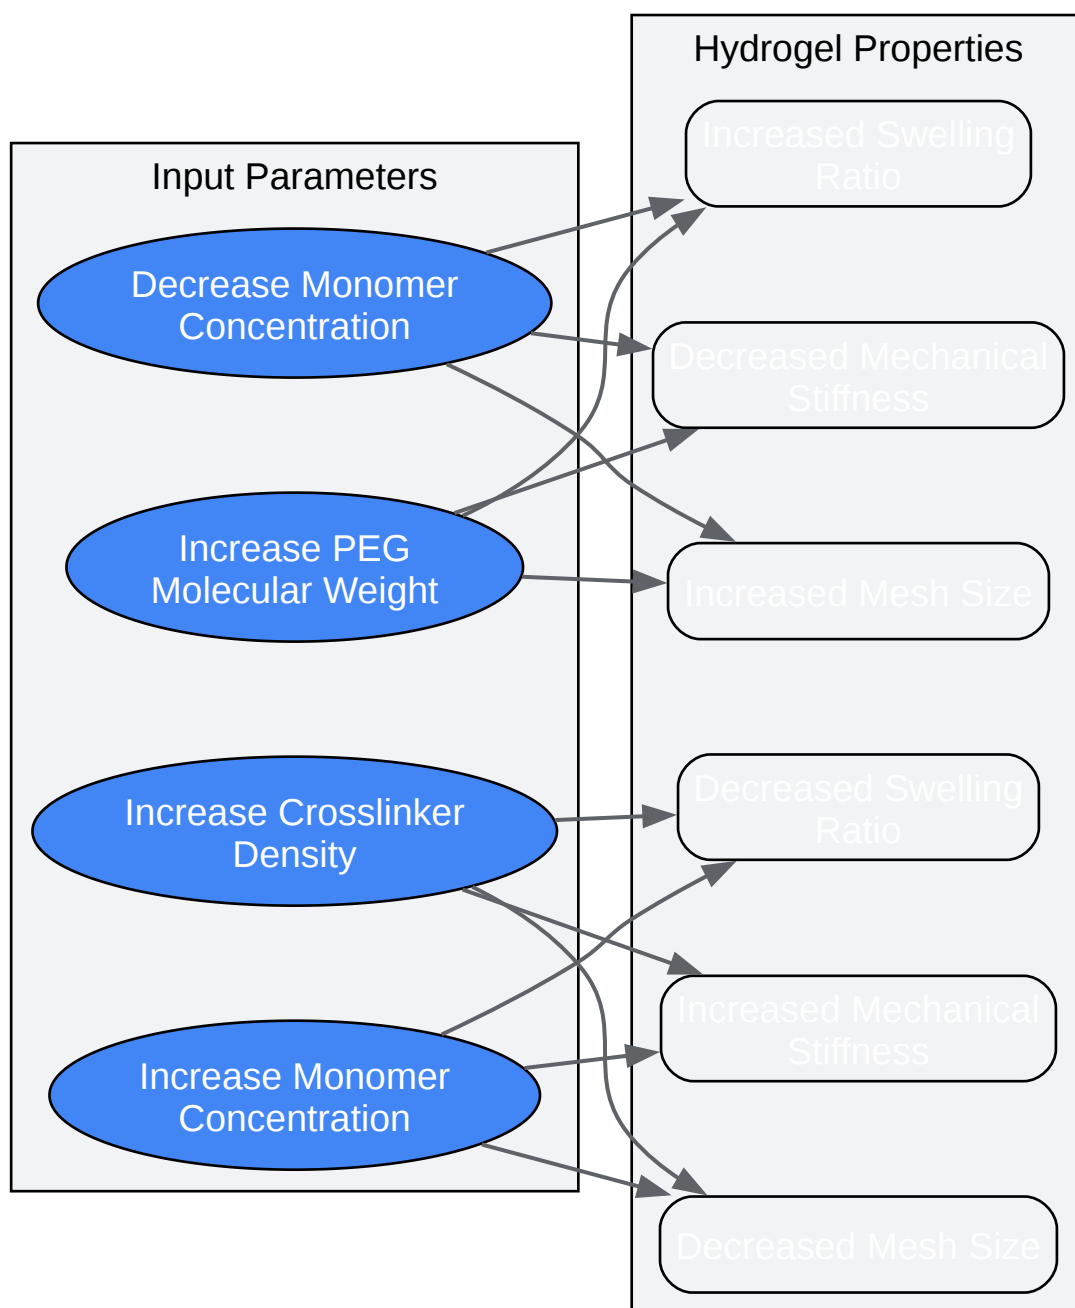 Input Parameters
Decrease Monomer
Concentration
Increase PEG
Molecular Weight
Increase Crosslinker
Density
Increase Monomer
Concentration
Hydrogel Properties
Increased Swelling
Ratio
Decreased Mechanical
Stiffness
Increased Mesh Size
Decreased Swelling
Ratio
Increased Mechanical
Stiffness
Decreased Mesh Size